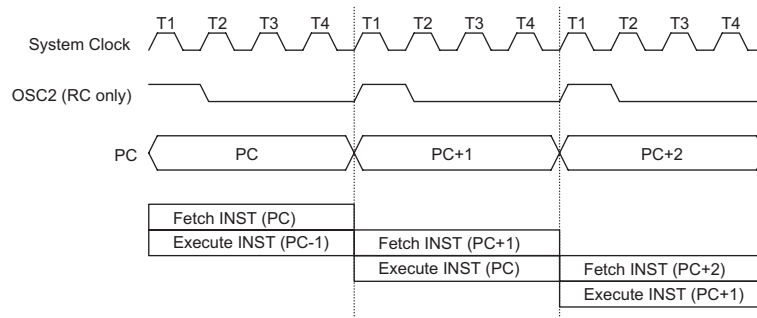 T1 T2 T3 T4 T1 T2 T3 T4 T1 T2 T3 T4
System Clock
OSC2 (RC only)
PC PC PC+1 PC+2
Fetch INST (PC)
Execute INST (PC-1) Fetch INST (PC+1)
Execute INST (PC) Fetch INST (PC+2)
Execute INST (PC+1)